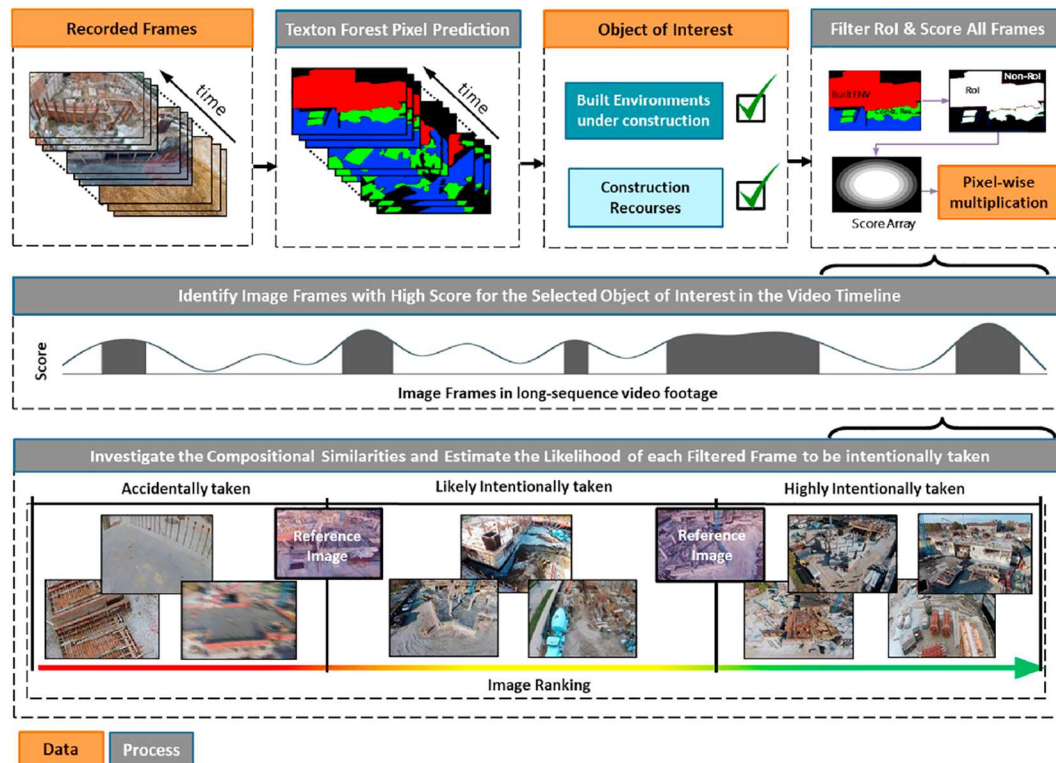 Recorded Frames
Texton Forest Pixel Prediction
Object of Interest
Filter RoI & Score All Frames
time
time
Built Environments
under construction
Construction
Recourses
Built ENV
Non-RoI
RoI
Score Array
Pixel-wise
multiplication
Identify Image Frames with High Score for the Selected Object of Interest in the Video Timeline
Score
Image Frames in long-sequence video footage
Investigate the Compositional Similarities and Estimate the Likelihood of each Filtered Frame to be intentionally taken
Accidentally taken
Likely Intentionally taken
Highly Intentionally taken
Reference
Image
Reference
Image
Image Ranking
Data
Process